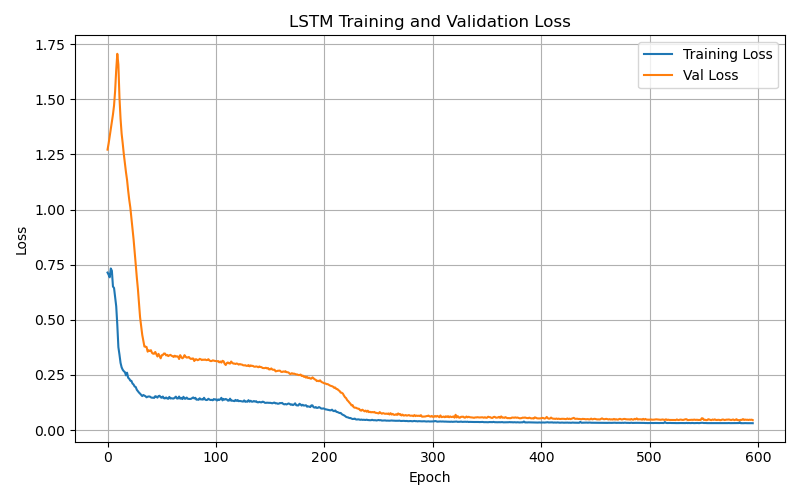 LSTM Training and Validation Loss
1.75
1.50
1.25
1.00
0.75
0.50
0.25
0.00
Loss
Training Loss
Val Loss
0 100 200 300 400 500 600
Epoch